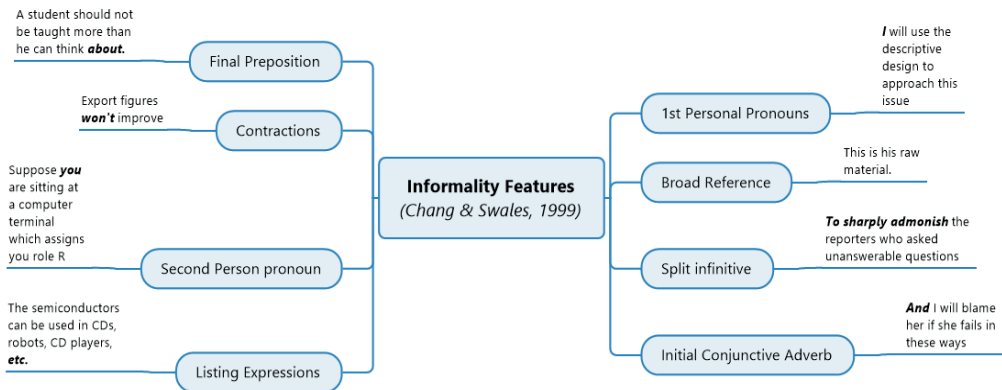 Informality Features
(Chang & Swales, 1999)
Final Preposition
A student should not
be taught more than
he can think about.
Contractions
Export figures
won't improve
Second Person pronoun
Suppose you
are sitting at
a computer
terminal
which assigns
you role R
Listing Expressions
The semiconductors
can be used in CDs,
robots, CD players,
etc.
1st Personal Pronouns
I will use the
descriptive
design to
approach this
issue
Broad Reference
This is his raw
material.
Split infinitive
To sharply admonish the
reporters who asked
unanswerable questions
Initial Conjunctive Adverb
And I will blame
her if she fails in
these ways